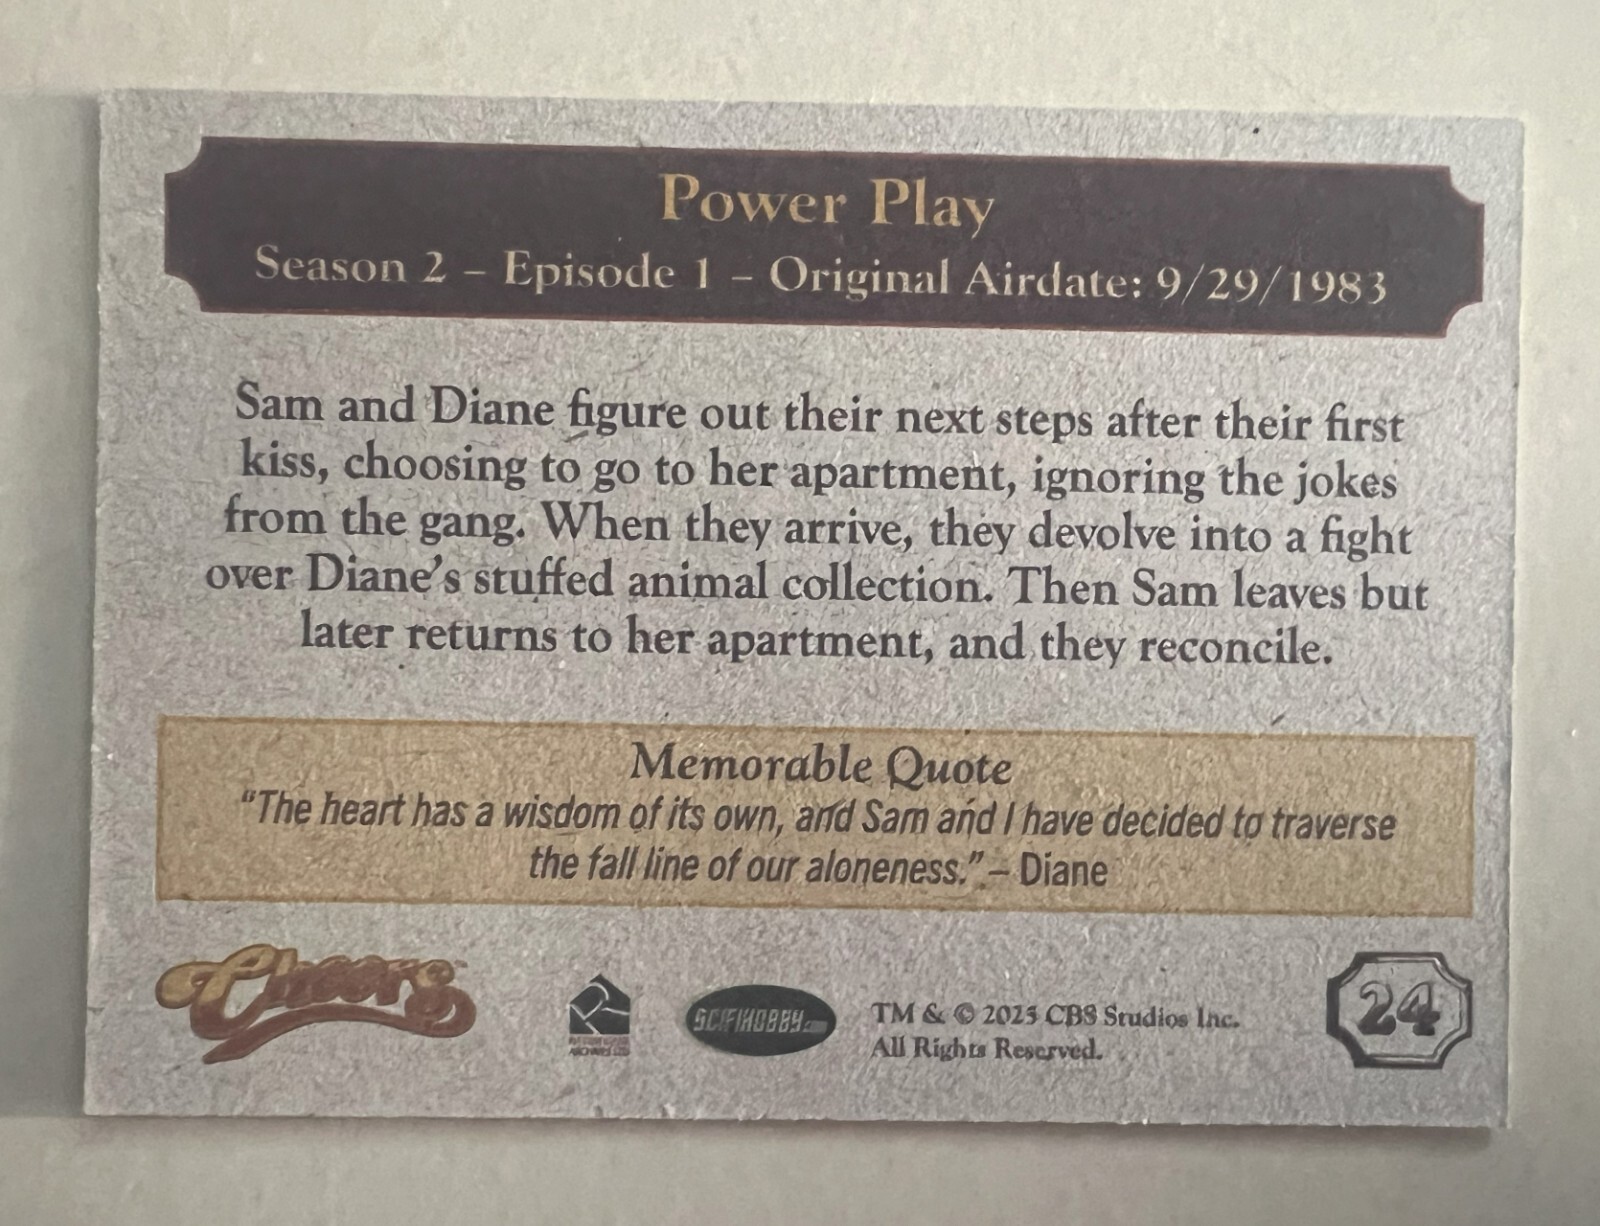 Power Play
Season 2 – Episode 1 – Original Airdate: 9/29/1983
Sam and Diane figure out their next steps after their first
kiss, choosing to go to her apartment, ignoring the jokes
from the gang. When they arrive, they devolve into a fight
over Diane's stuffed animal collection. Then Sam leaves but
later returns to her apartment, and they reconcile.
Memorable Quote
“The heart has a wisdom of its own, and Sam and I have decided to traverse
the fall line of our aloneness.” – Diane
Cheers
SCIFIHOBBY
TM & © 2025 CBS Studios Inc.
All Rights Reserved.
24